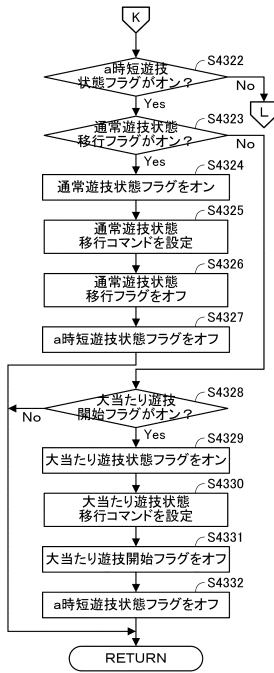 K
S4322
a時短遊技
状態フラグがオン？
No
L
Yes
S4323
通常遊技状態
移行フラグがオン？
No
Yes
S4324
通常遊技状態フラグをオン
S4325
通常遊技状態
移行コマンドを設定
S4326
通常遊技状態
移行フラグをオフ
S4327
a時短遊技状態フラグをオフ
S4328
大当たり遊技
開始フラグがオン？
No
Yes
S4329
大当たり遊技状態フラグをオン
S4330
大当たり遊技状態
移行コマンドを設定
S4331
大当たり遊技開始フラグをオフ
S4332
a時短遊技状態フラグをオフ
RETURN